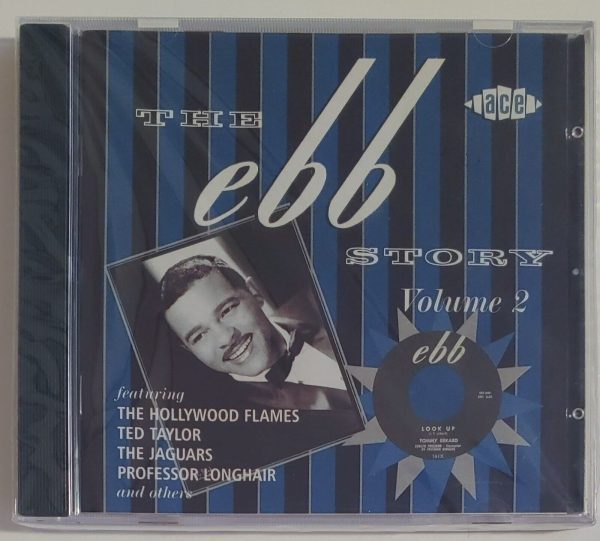 THE
ebb
ace
STORY
Volume 2
ebb
LOOK UP
TOMMY RIKARD
featuring
THE HOLLYWOOD FLAMES
TED TAYLOR
THE JAGUARS
PROFESSOR LONGHAIR
and others